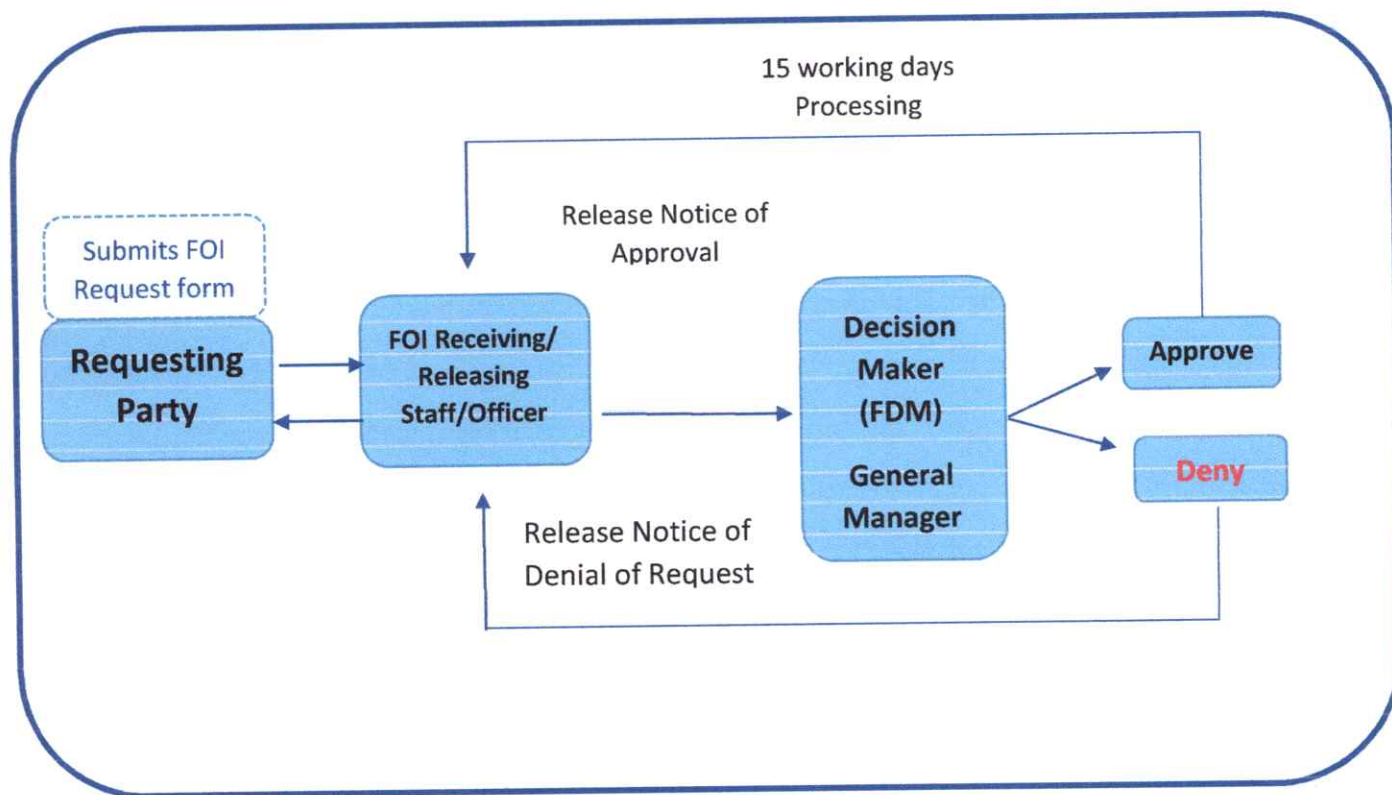 15 working days
Processing
Release Notice of
Approval
Submits FOI
Request form
Requesting
Party
FOI Receiving/
Releasing
Staff/Officer
Decision
Maker
(FDM)
General
Manager
Approve
Deny
Release Notice of
Denial of Request